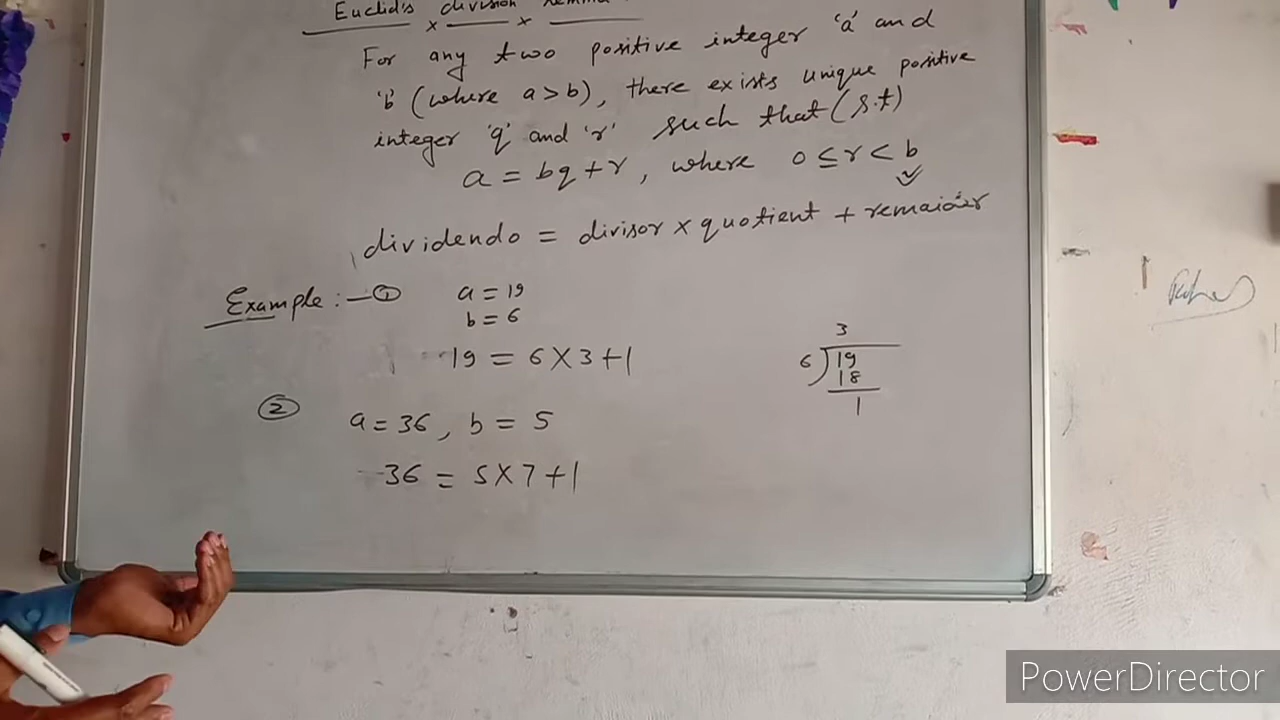 Euclid's division lemma
For any two positive integer 'a' and
'b' (where a > b), there exists unique positive
integer 'q' and 'r' such that (s.t)
a = bq + r, where 0 ≤ r < b
dividendo = divisor × quotient + remainder
Example :- ①
a = 19
b = 6
19 = 6 × 3 + 1
3
6 19
18
1
②
a = 36, b = 5
36 = 5 × 7 + 1
PowerDirector